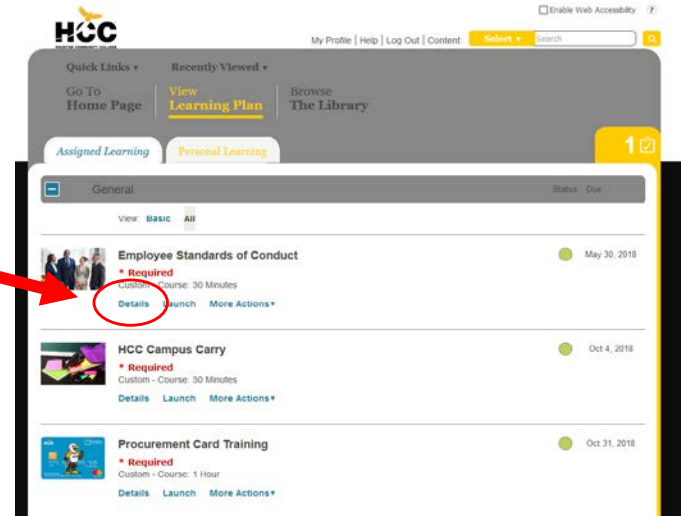 Enable Web Accessibility ?
HCC
HOUSTON COMMUNITY COLLEGE
My Profile | Help | Log Out | Content: Select Search
Quick Links Recently Viewed
Go To
Home Page
View
Learning Plan
Browse
The Library
Assigned Learning Personal Learning
1
General Status Due
View: Basic All
Employee Standards of Conduct May 30, 2018
* Required
Custom - Course: 30 Minutes
Details Launch More Actions
HCC Campus Carry Oct 4, 2018
* Required
Custom - Course: 30 Minutes
Details Launch More Actions
Procurement Card Training Oct 31, 2018
* Required
Custom - Course: 1 Hour
Details Launch More Actions